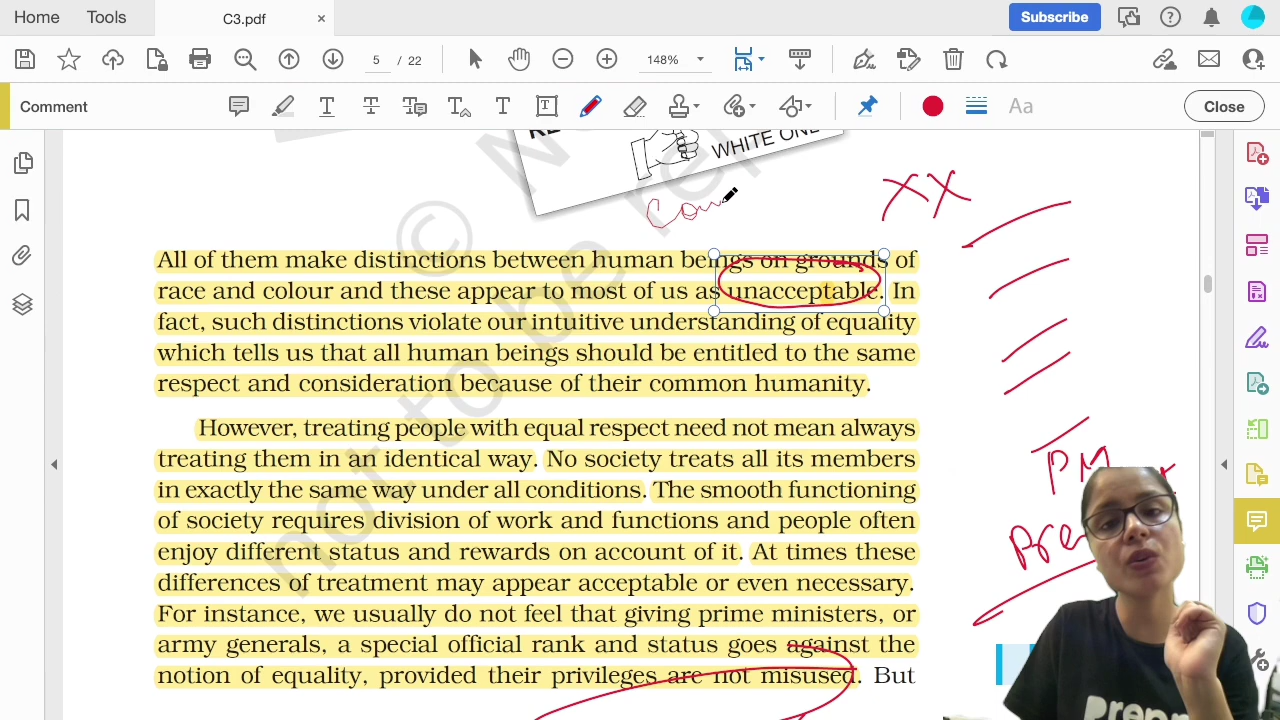 Home Tools C3.pdf × Subscribe
5 / 22 148%
Comment Aa Close
WHITE ONE
XX
All of them make distinctions between human beings on grounds of
race and colour and these appear to most of us as unacceptable. In
fact, such distinctions violate our intuitive understanding of equality
which tells us that all human beings should be entitled to the same
respect and consideration because of their common humanity.
However, treating people with equal respect need not mean always
treating them in an identical way. No society treats all its members
in exactly the same way under all conditions. The smooth functioning
of society requires division of work and functions and people often
enjoy different status and rewards on account of it. At times these
differences of treatment may appear acceptable or even necessary.
For instance, we usually do not feel that giving prime ministers, or
army generals, a special official rank and status goes against the
notion of equality, provided their privileges are not misused. But
PM
Pre
© N
not to be re